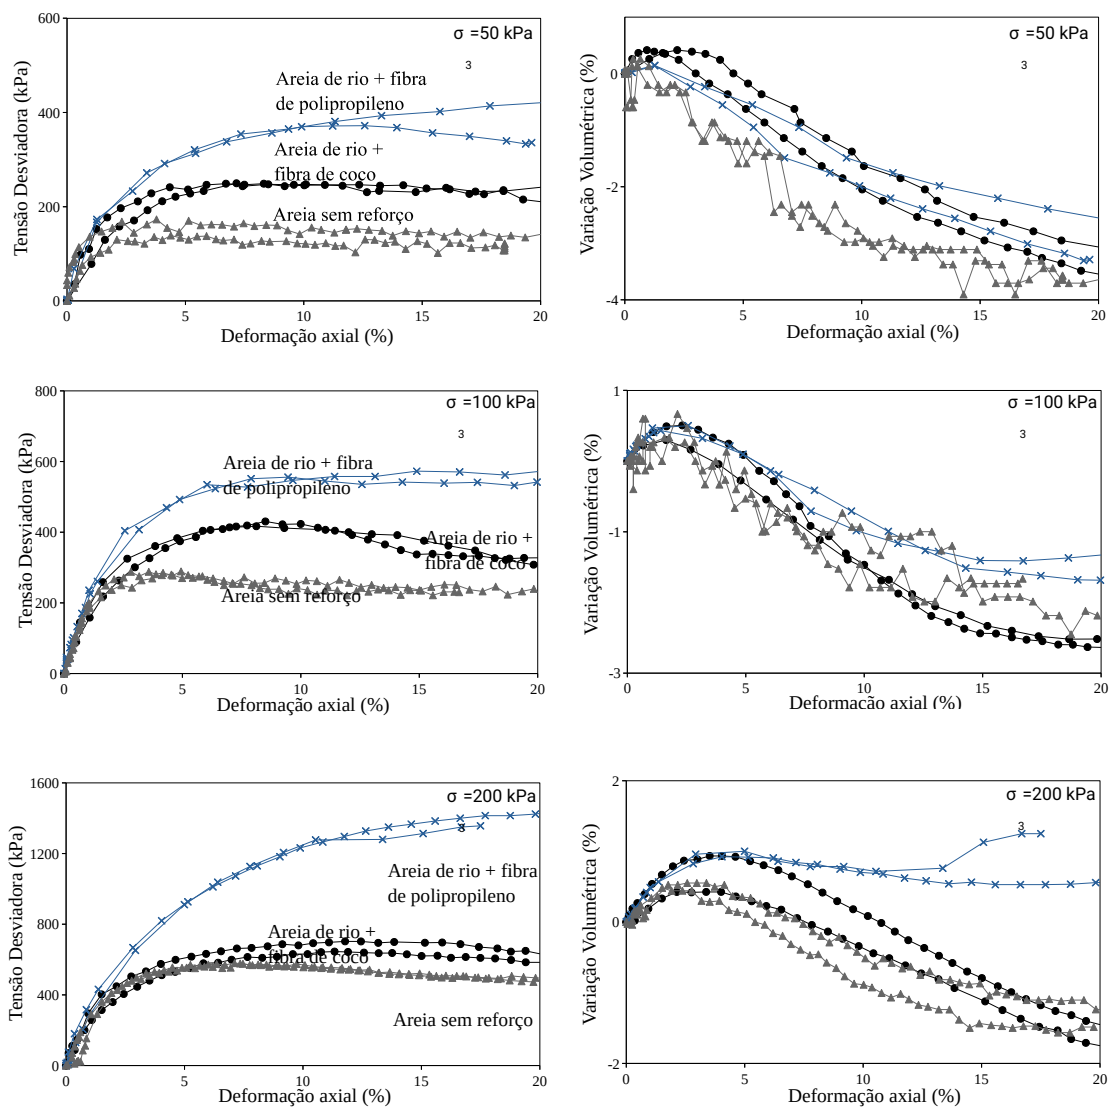 600
400
200
0
0
5
10
15
20
Tensão Desviadora (kPa)
Deformação axial (%)
σ =50 kPa
3
Areia de rio + fibra
de polipropileno
Areia de rio +
fibra de coco
Areia sem reforço
0
-2
-4
0
5
10
15
20
Variação Volumétrica (%)
Deformação axial (%)
σ =50 kPa
3
800
600
400
200
0
0
5
10
15
20
Tensão Desviadora (kPa)
Deformação axial (%)
σ =100 kPa
3
Areia de rio + fibra
de polipropileno
Areia de rio +
fibra de coco
Areia sem reforço
1
-1
-3
0
5
10
15
20
Variação Volumétrica (%)
Deformação axial (%)
σ =100 kPa
3
1600
1200
800
400
0
0
5
10
15
20
Tensão Desviadora (kPa)
Deformação axial (%)
σ =200 kPa
3
Areia de rio + fibra
de polipropileno
Areia de rio +
fibra de coco
Areia sem reforço
2
0
-2
0
5
10
15
20
Variação Volumétrica (%)
Deformação axial (%)
σ =200 kPa
3